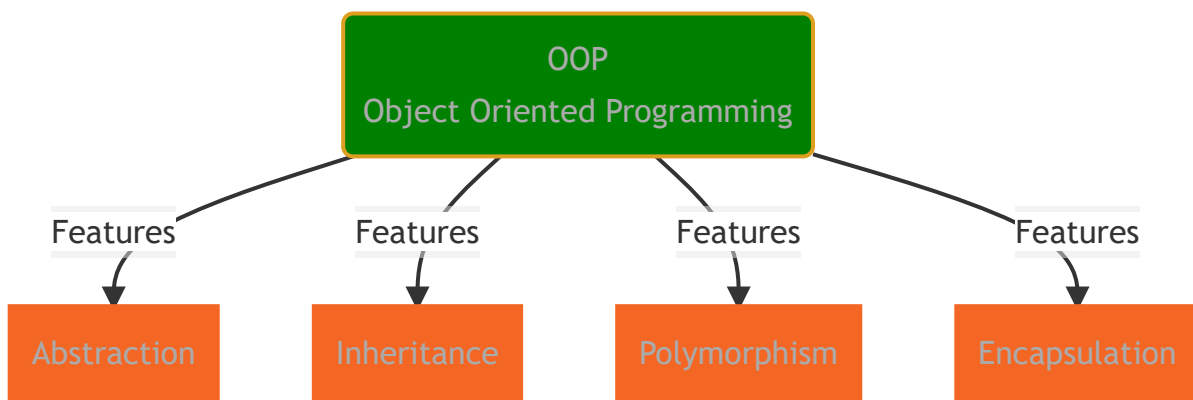 OOP
Object Oriented Programming
Features
Features
Features
Features
Abstraction
Inheritance
Polymorphism
Encapsulation